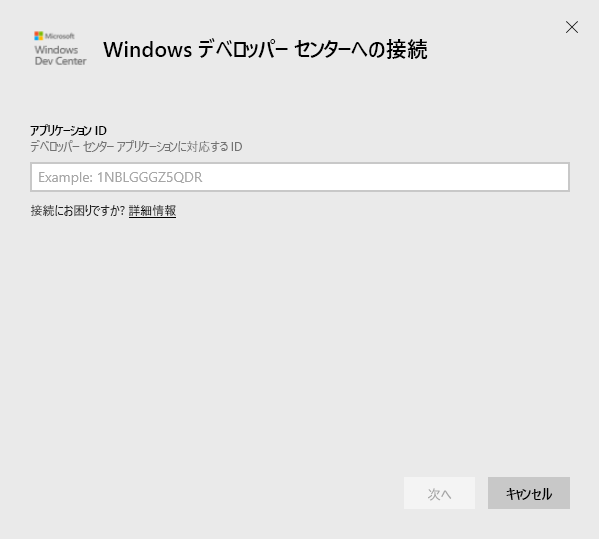 Microsoft
Windows
Dev Center
Windows デベロッパー センターへの接続
アプリケーション ID
デベロッパー センター アプリケーションに対応する ID
Example: 1NBLGGGZ5QDR
接続にお困りですか? 詳細情報
次へ
キャンセル